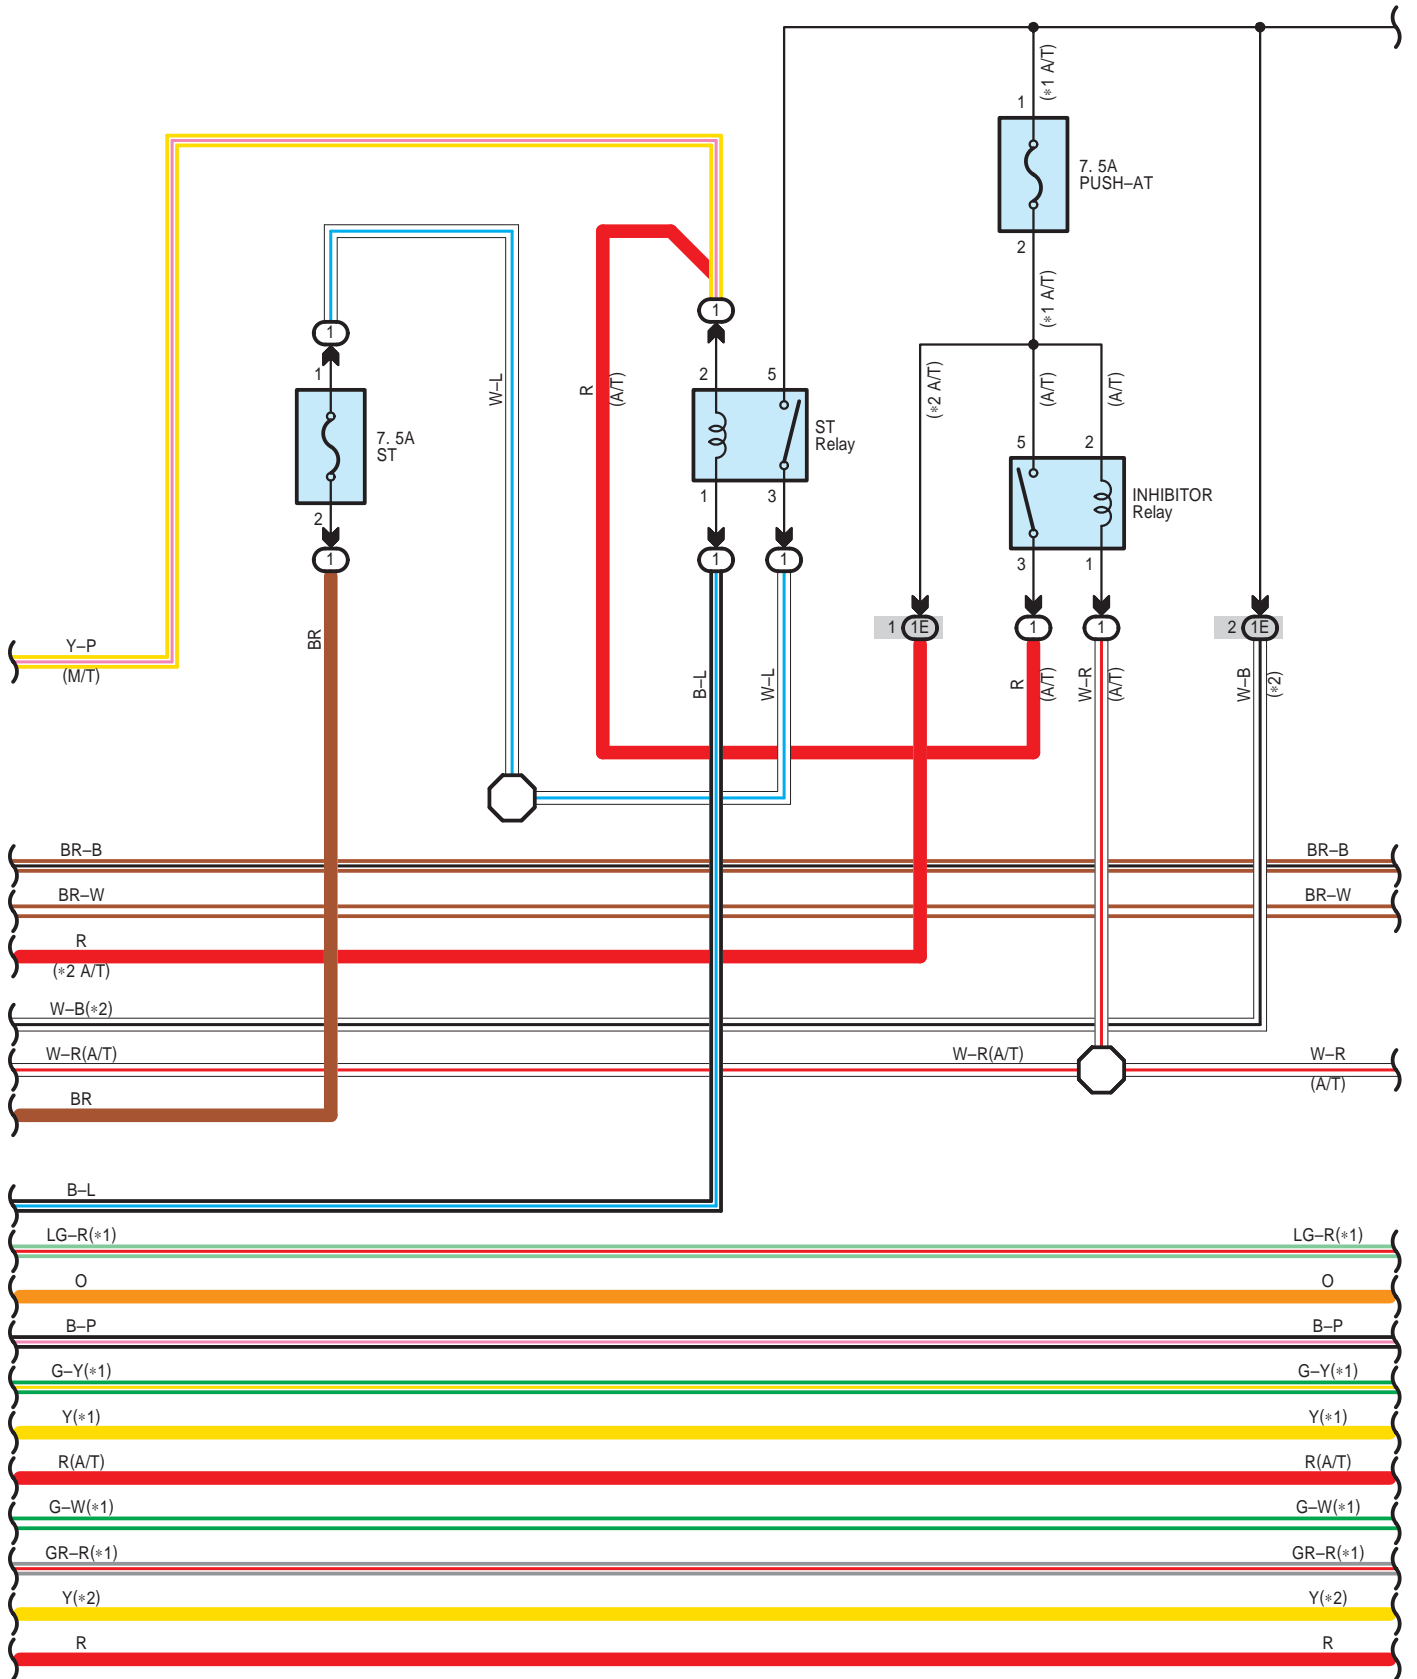 (*1 A/T)
1
7. 5A
PUSH–AT
2
(*1 A/T)
1
1
1
W–L
R
(A/T)
2
5
(*2 A/T)
(A/T)
(A/T)
7. 5A
ST
ST
Relay
5
2
2
1
3
INHIBITOR
Relay
1
1
1
3
1
1
1E
1
1
2
1E
Y–P
(M/T)
BR
B–L
W–L
R
(A/T)
W–R
(A/T)
W–B
(*2)
BR–B
BR–B
BR–W
BR–W
R
(*2 A/T)
W–B(*2)
W–R(A/T)
W–R(A/T)
W–R
(A/T)
BR
B–L
LG–R(*1)
LG–R(*1)
O
O
B–P
B–P
G–Y(*1)
G–Y(*1)
Y(*1)
Y(*1)
R(A/T)
R(A/T)
G–W(*1)
G–W(*1)
GR–R(*1)
GR–R(*1)
Y(*2)
Y(*2)
R
R